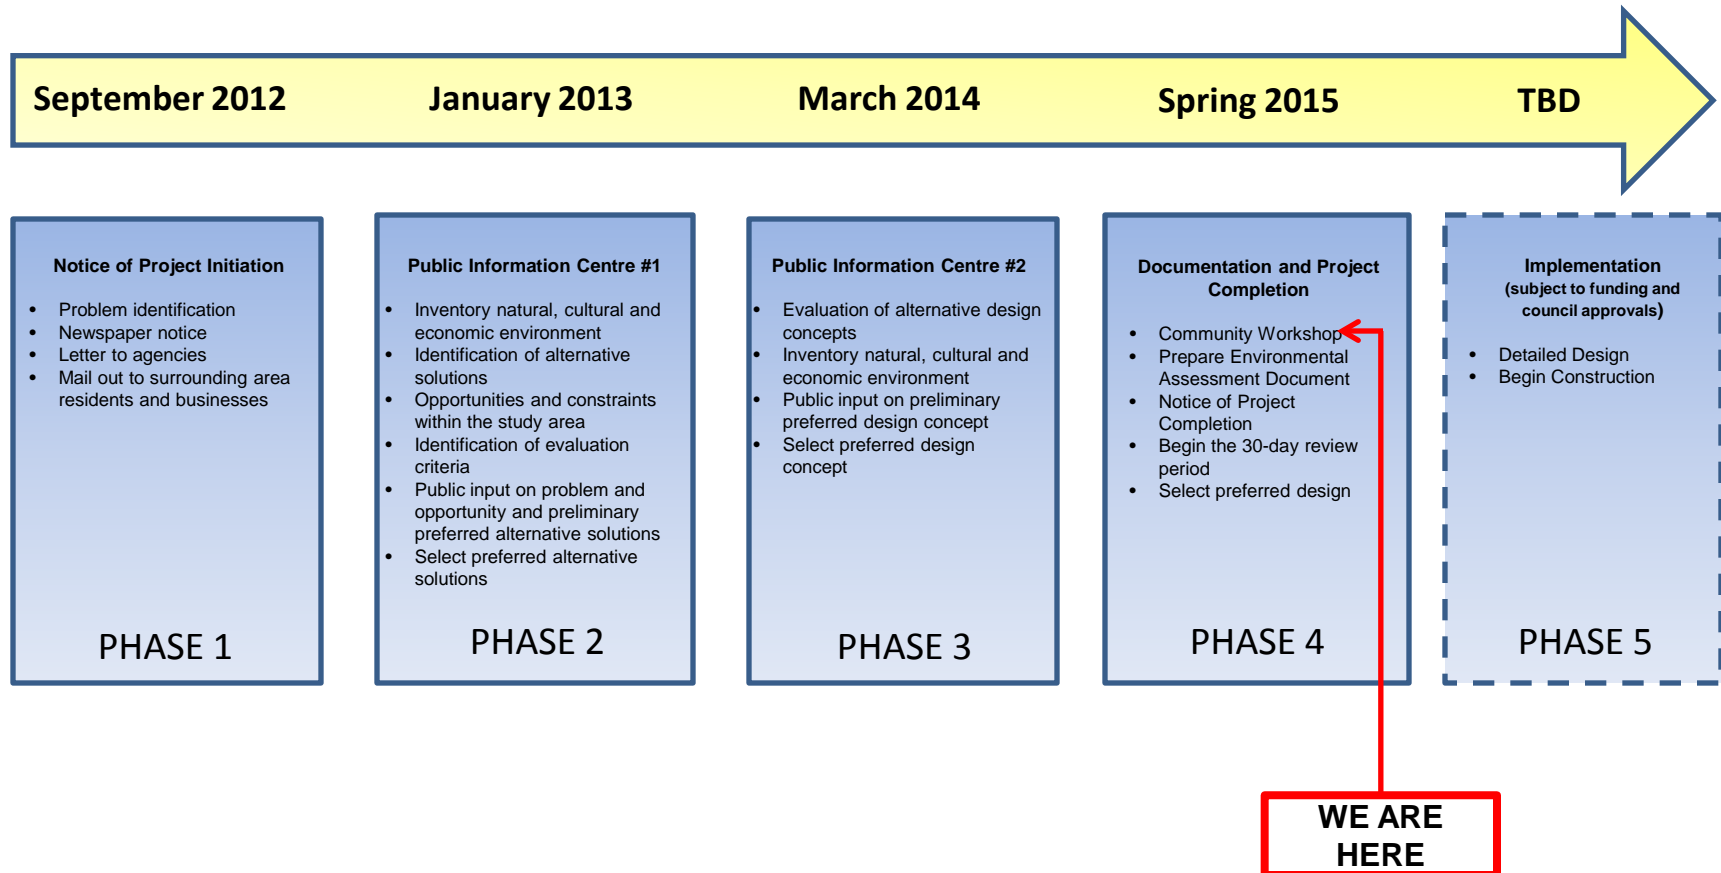 September 2012
January 2013
March 2014
Spring 2015
TBD
Notice of Project Initiation
• Problem identification
• Newspaper notice
• Letter to agencies
• Mail out to surrounding area
residents and businesses
PHASE 1
Public Information Centre #1
• Inventory natural, cultural and
economic environment
• Identification of alternative
solutions
• Opportunities and constraints
within the study area
• Identification of evaluation
criteria
• Public input on problem and
opportunity and preliminary
preferred alternative solutions
• Select preferred alternative
solutions
PHASE 2
Public Information Centre #2
• Evaluation of alternative design
concepts
• Inventory natural, cultural and
economic environment
• Public input on preliminary
preferred design concept
• Select preferred design
concept
PHASE 3
Documentation and Project
Completion
• Community Workshop
• Prepare Environmental
Assessment Document
• Notice of Project
Completion
• Begin the 30-day review
period
• Select preferred design
PHASE 4
Implementation
(subject to funding and
council approvals)
• Detailed Design
• Begin Construction
PHASE 5
WE ARE
HERE